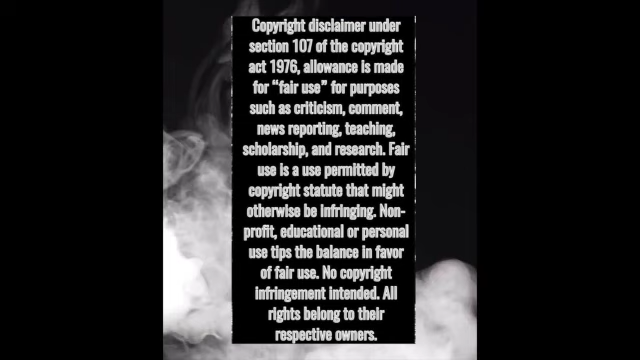 Copyright disclaimer under
section 107 of the copyright
act 1976, allowance is made
for “fair use” for purposes
such as criticism, comment,
news reporting, teaching,
scholarship, and research. Fair
use is a use permitted by
copyright statute that might
otherwise be infringing. Non-
profit, educational or personal
use tips the balance in favor
of fair use. No copyright
infringement intended. All
rights belong to their
respective owners.